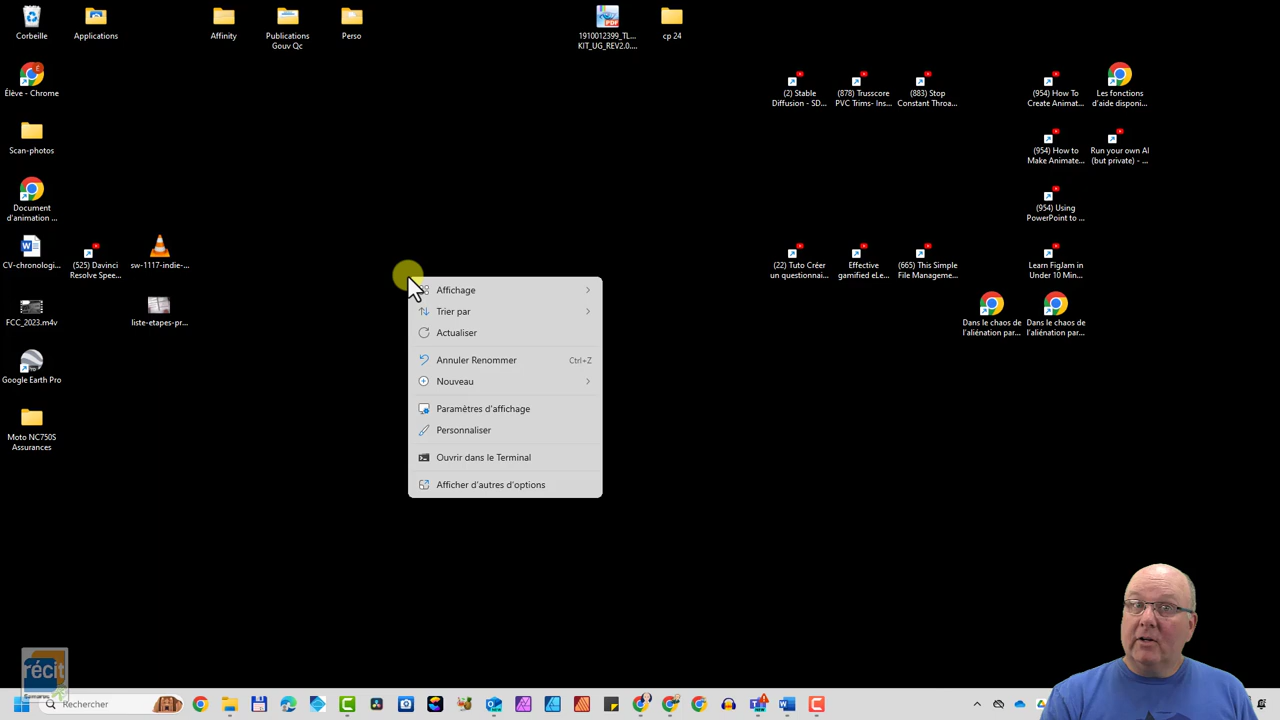 Corbeille
Applications
Affinity
Publications
Gouv Qc
Perso
1910012399_TL...
KIT_UG_REV2.0....
cp 24
Élève - Chrome
(2) Stable
Diffusion - SD...
(878) Trusscore
PVC Trims- Ins...
(883) Stop
Constant Throa...
(954) How To
Create Animat...
Les fonctions
d'aide disponi...
Scan-photos
(954) How to
Make Animate...
Run your own AI
(but private) - ...
Document
d'animation ...
(954) Using
PowerPoint to ...
CV-chronologi...
(525) Davinci
Resolve Spee...
sw-1117-indie-...
(22) Tuto Créer
un questionnai...
Effective
gamified eLe...
(665) This Simple
File Manageme...
Learn FigJam in
Under 10 Min...
FCC_2023.m4v
liste-etapes-pr...
Dans le chaos de
l'aliénation par...
Dans le chaos de
l'aliénation par...
Google Earth Pro
Moto NC750S
Assurances
Affichage
Trier par
Actualiser
Annuler Renommer Ctrl+Z
Nouveau
Paramètres d'affichage
Personnaliser
Ouvrir dans le Terminal
Afficher d'autres d'options
récit
Rechercher